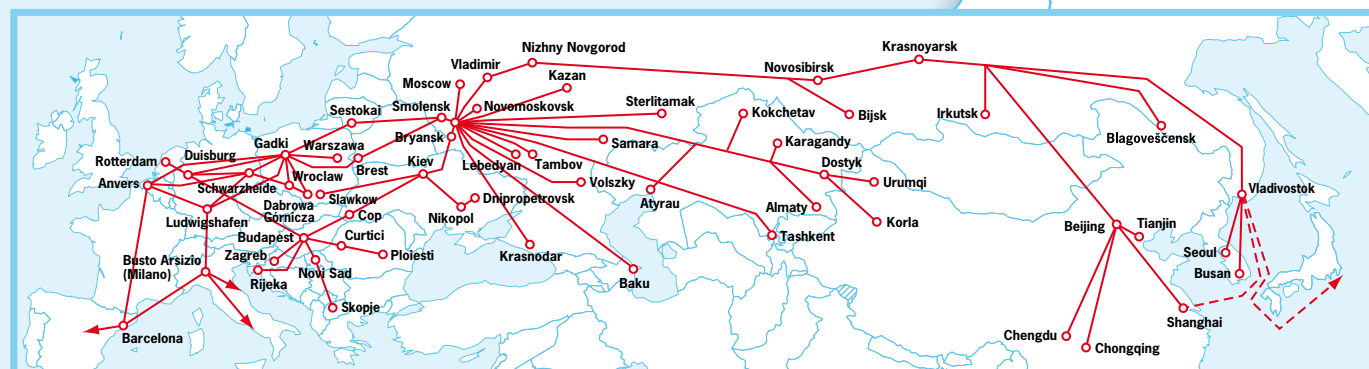 Nizhny Novgorod
Krasnoyarsk
Vladimir
Novosibirsk
Kazan
Moscow
Sterlitamak
Smolensk
Novomoskovsk
Sestokai
Kokchetav
Bijsk
Irkutsk
Bryansk
Blagoveščensk
Gadki
Warszawa
Samara
Karagandy
Duisburg
Rotterdam
Kiev
Lebedyan
Tambov
Dostyk
Brest
Anvers
Wroclaw
Volszky
Urumqi
Schwarzheide
Vladivostok
Slawkow
Dnipropetrovsk
Atyrau
Dabrowa
Górnicza
Almaty
Ludwigshafen
Cop
Nikopol
Korla
Beijing
Tianjin
Budapest
Curtici
Tashkent
Zagreb
Ploiesti
Krasnodar
Seoul
Busto Arsizio
(Milano)
Novi Sad
Busan
Rijeka
Baku
Skopje
Shanghai
Barcelona
Chengdu
Chongqing